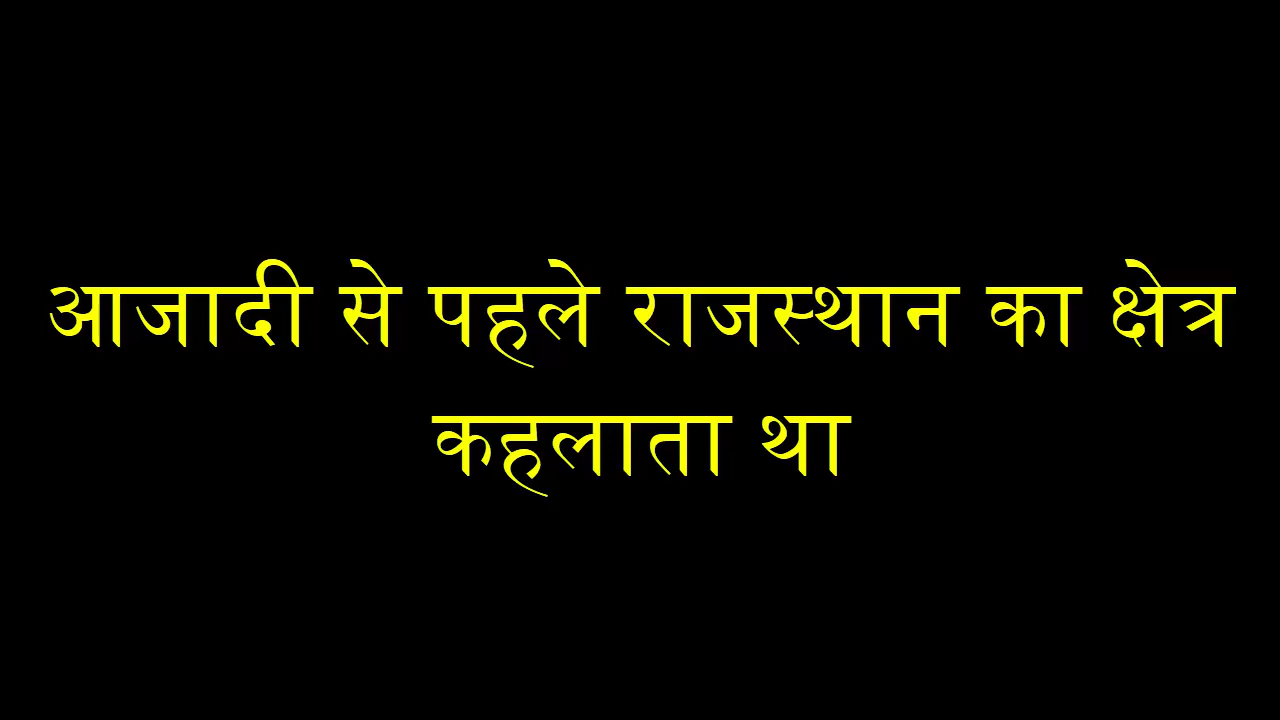 आजादी से पहले राजस्थान का क्षेत्र
कहलाता था